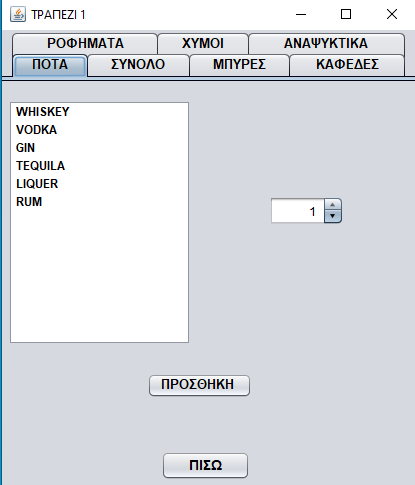 ΤΡΑΠΕΖΙ 1
ΡΟΦΗΜΑΤΑ ΧΥΜΟΙ ΑΝΑΨΥΚΤΙΚΑ
ΠΟΤΑ ΣΥΝΟΛΟ ΜΠΥΡΕΣ ΚΑΦΕΔΕΣ
WHISKEY
VODKA
GIN
TEQUILA
LIQUER
RUM
1
ΠΡΟΣΘΗΚΗ
ΠΙΣΩ